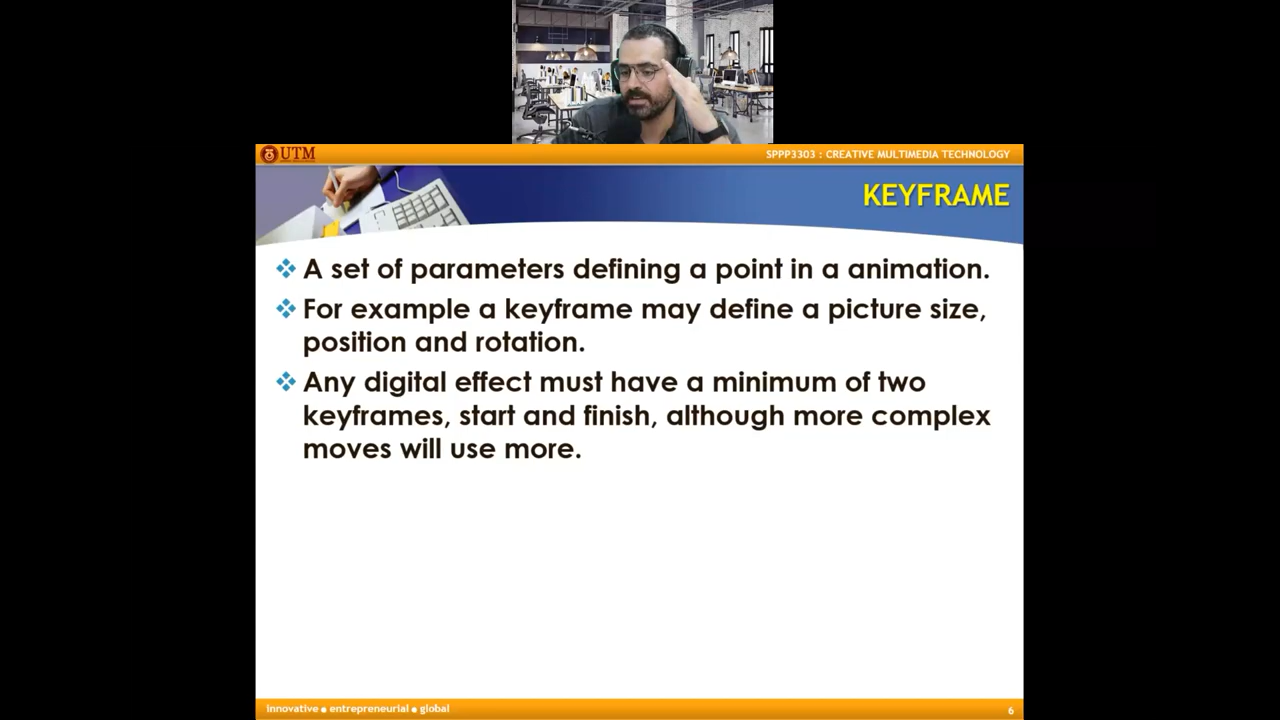 UTM
SPPP3303 : CREATIVE MULTIMEDIA TECHNOLOGY
KEYFRAME
A set of parameters defining a point in a animation.
For example a keyframe may define a picture size,
position and rotation.
Any digital effect must have a minimum of two
keyframes, start and finish, although more complex
moves will use more.
innovative ● entrepreneurial ● global
6